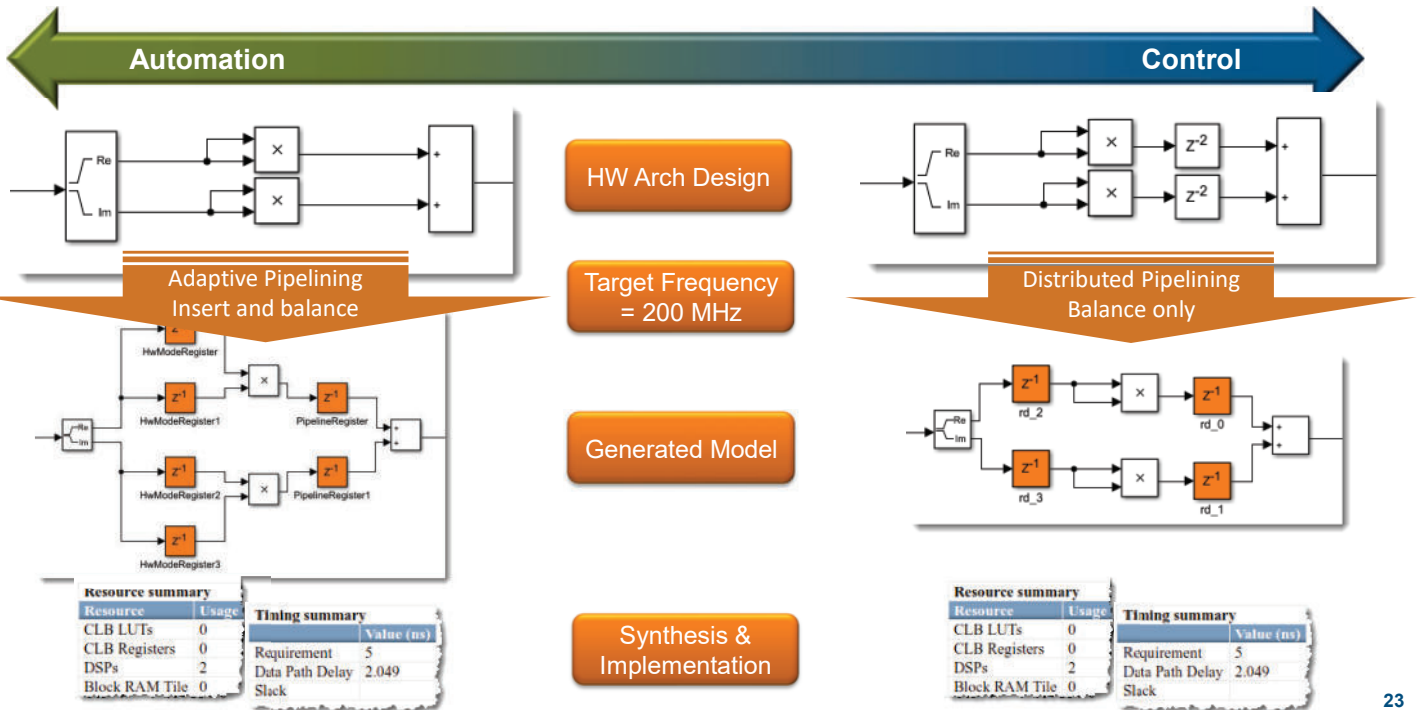 Automation
Control
Re
Im
×
×
+
+
HW Arch Design
Re
Im
×
×
Z-2
Z-2
+
+
Adaptive Pipelining
Insert and balance
Target Frequency
= 200 MHz
Distributed Pipelining
Balance only
HwModeRegister
Re
Im
Z-1
HwModeRegister1
×
Z-1
PipelineRegister
+
+
Z-1
HwModeRegister2
×
Z-1
PipelineRegister1
Z-1
HwModeRegister3
Generated Model
Re
Im
Z-1
rd_2
×
Z-1
rd_0
+
+
Z-1
rd_3
×
Z-1
rd_1
Resource summary
Resource Usage
CLB LUTs 0
CLB Registers 0
DSPs 2
Block RAM Tile 0
Timing summary
Value (ns)
Requirement 5
Data Path Delay 2.049
Slack
Synthesis &
Implementation
Resource summary
Resource Usage
CLB LUTs 0
CLB Registers 0
DSPs 2
Block RAM Tile 0
Timing summary
Value (ns)
Requirement 5
Data Path Delay 2.049
Slack
23